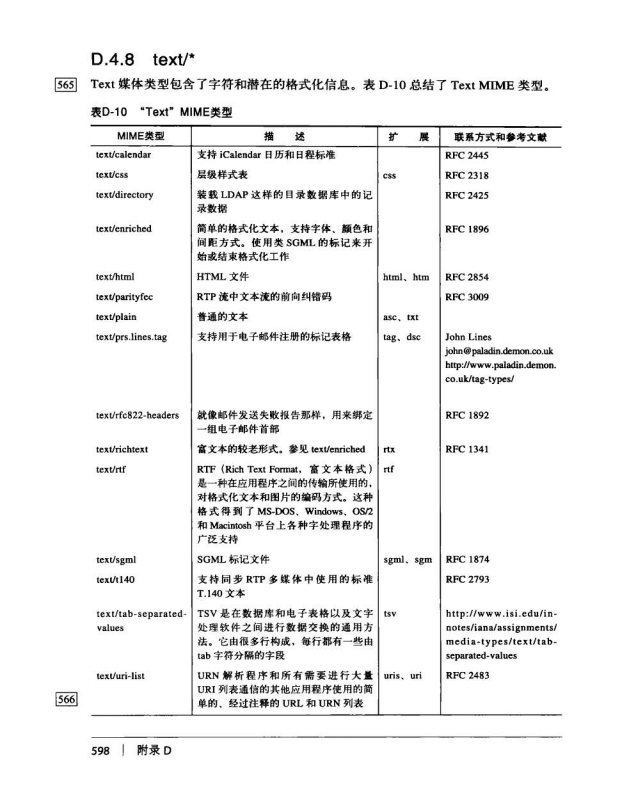 D.4.8 text/*
565 Text 媒体类型包含了字符和潜在的格式化信息。表 D-10 总结了 Text MIME 类型。
表D-10 “Text”MIME类型
MIME类型 描 述 扩 展 联系方式和参考文献
text/calendar 支持 iCalendar 日历和日程标准 RFC 2445
text/css 层级样式表 css RFC 2318
text/directory 装载 LDAP 这样的目录数据库中的记 RFC 2425
录数据
text/enriched 简单的格式化文本，支持字体、颜色和 RFC 1896
间距方式。使用类 SGML 的标记来开
始或结束格式化工作
text/html HTML 文件 html、htm RFC 2854
text/parityfec RTP 流中文本流的前向纠错码 RFC 3009
text/plain 普通的文本 asc、txt
text/prs.lines.tag 支持用于电子邮件注册的标记表格 tag、dsc John Lines
john@paladin.demon.co.uk
http://www.paladin.demon.
co.uk/tag-types/
text/rfc822-headers 就像邮件发送失败报告那样，用来绑定 RFC 1892
一组电子邮件首部
text/richtext 富文本的较老形式。参见 text/enriched rtx RFC 1341
text/rtf RTF（Rich Text Format，富文本格式） rtf
是一种在应用程序之间的传输所使用的，
对格式化文本和图片的编码方式。这种
格式得到了 MS-DOS、Windows、OS/2
和 Macintosh 平台上各种字处理程序的
广泛支持
text/sgml SGML 标记文件 sgml、sgm RFC 1874
text/t140 支持同步 RTP 多媒体中使用的标准 RFC 2793
T.140 文本
text/tab-separated- TSV 是在数据库和电子表格以及文字 tsv http://www.isi.edu/in-
values 处理软件之间进行数据交换的通用方 notes/iana/assignments/
法。它由很多行构成，每行都有一些由 media-types/text/tab-
tab 字符分隔的字段 separated-values
text/uri-list URN 解析程序和所有需要进行大量 uris、uri RFC 2483
URI 列表通信的其他应用程序使用的简
566 单的、经过注释的 URL 和 URN 列表
598 | 附录 D